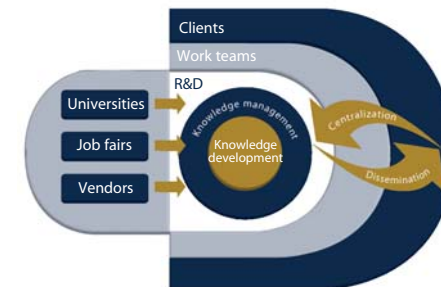 Clients
Work teams
R&D
Universities
Job fairs
Vendors
Knowledge management
Knowledge
development
Centralization
Dissemination